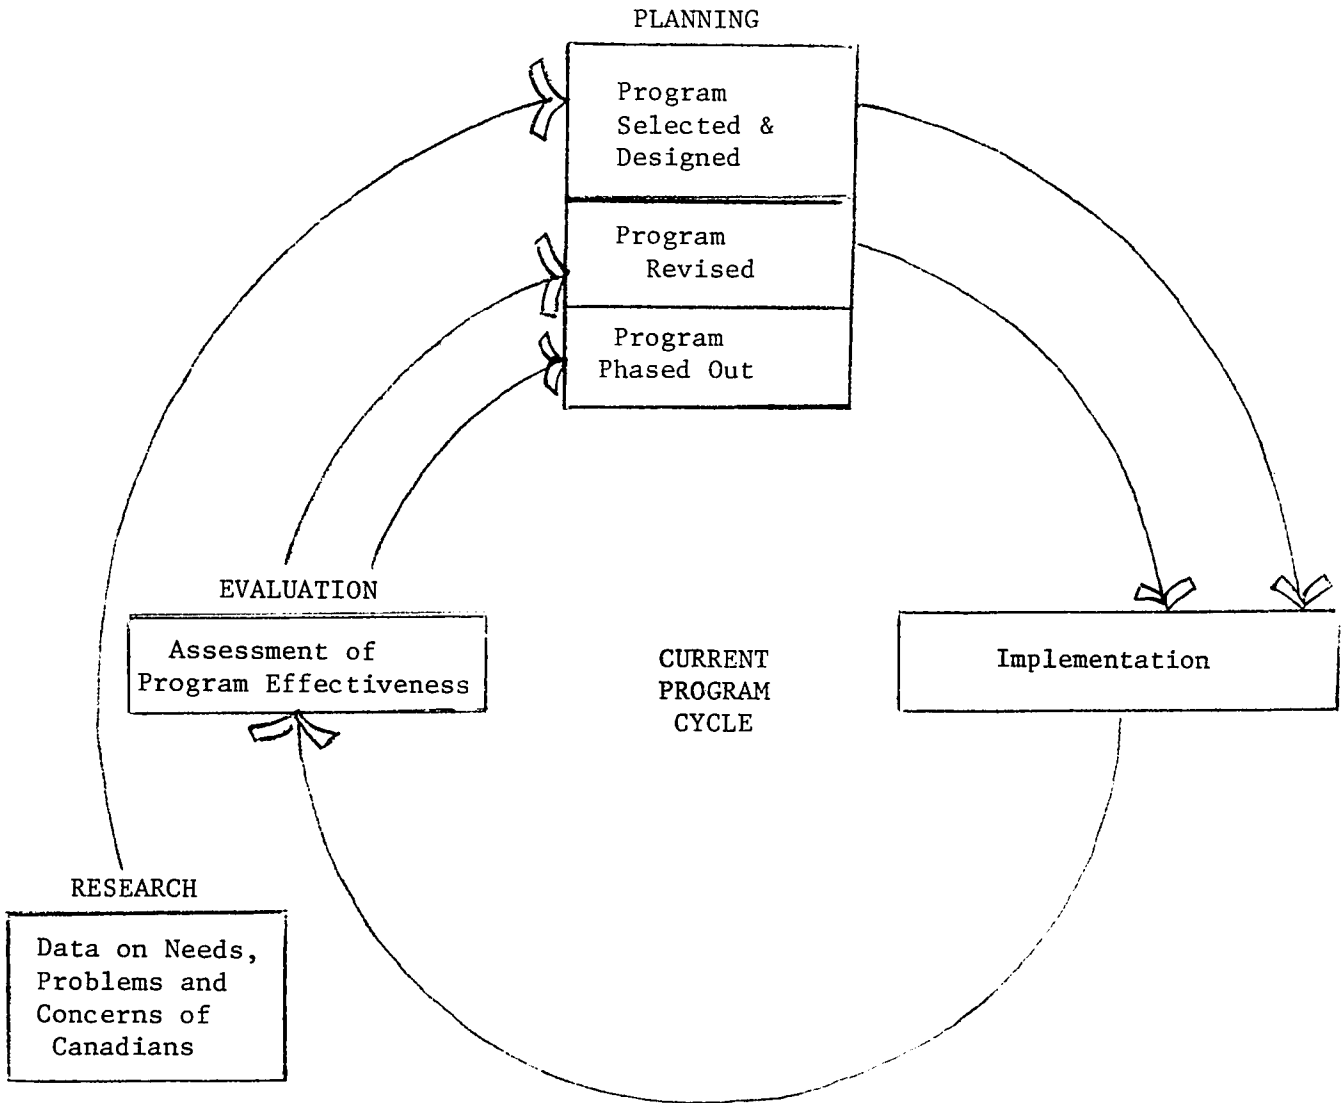 PLANNING
Program
Selected &
Designed
Program
Revised
Program
Phased Out
EVALUATION
Assessment of
Program Effectiveness
CURRENT
PROGRAM
CYCLE
Implementation
RESEARCH
Data on Needs,
Problems and
Concerns of
Canadians